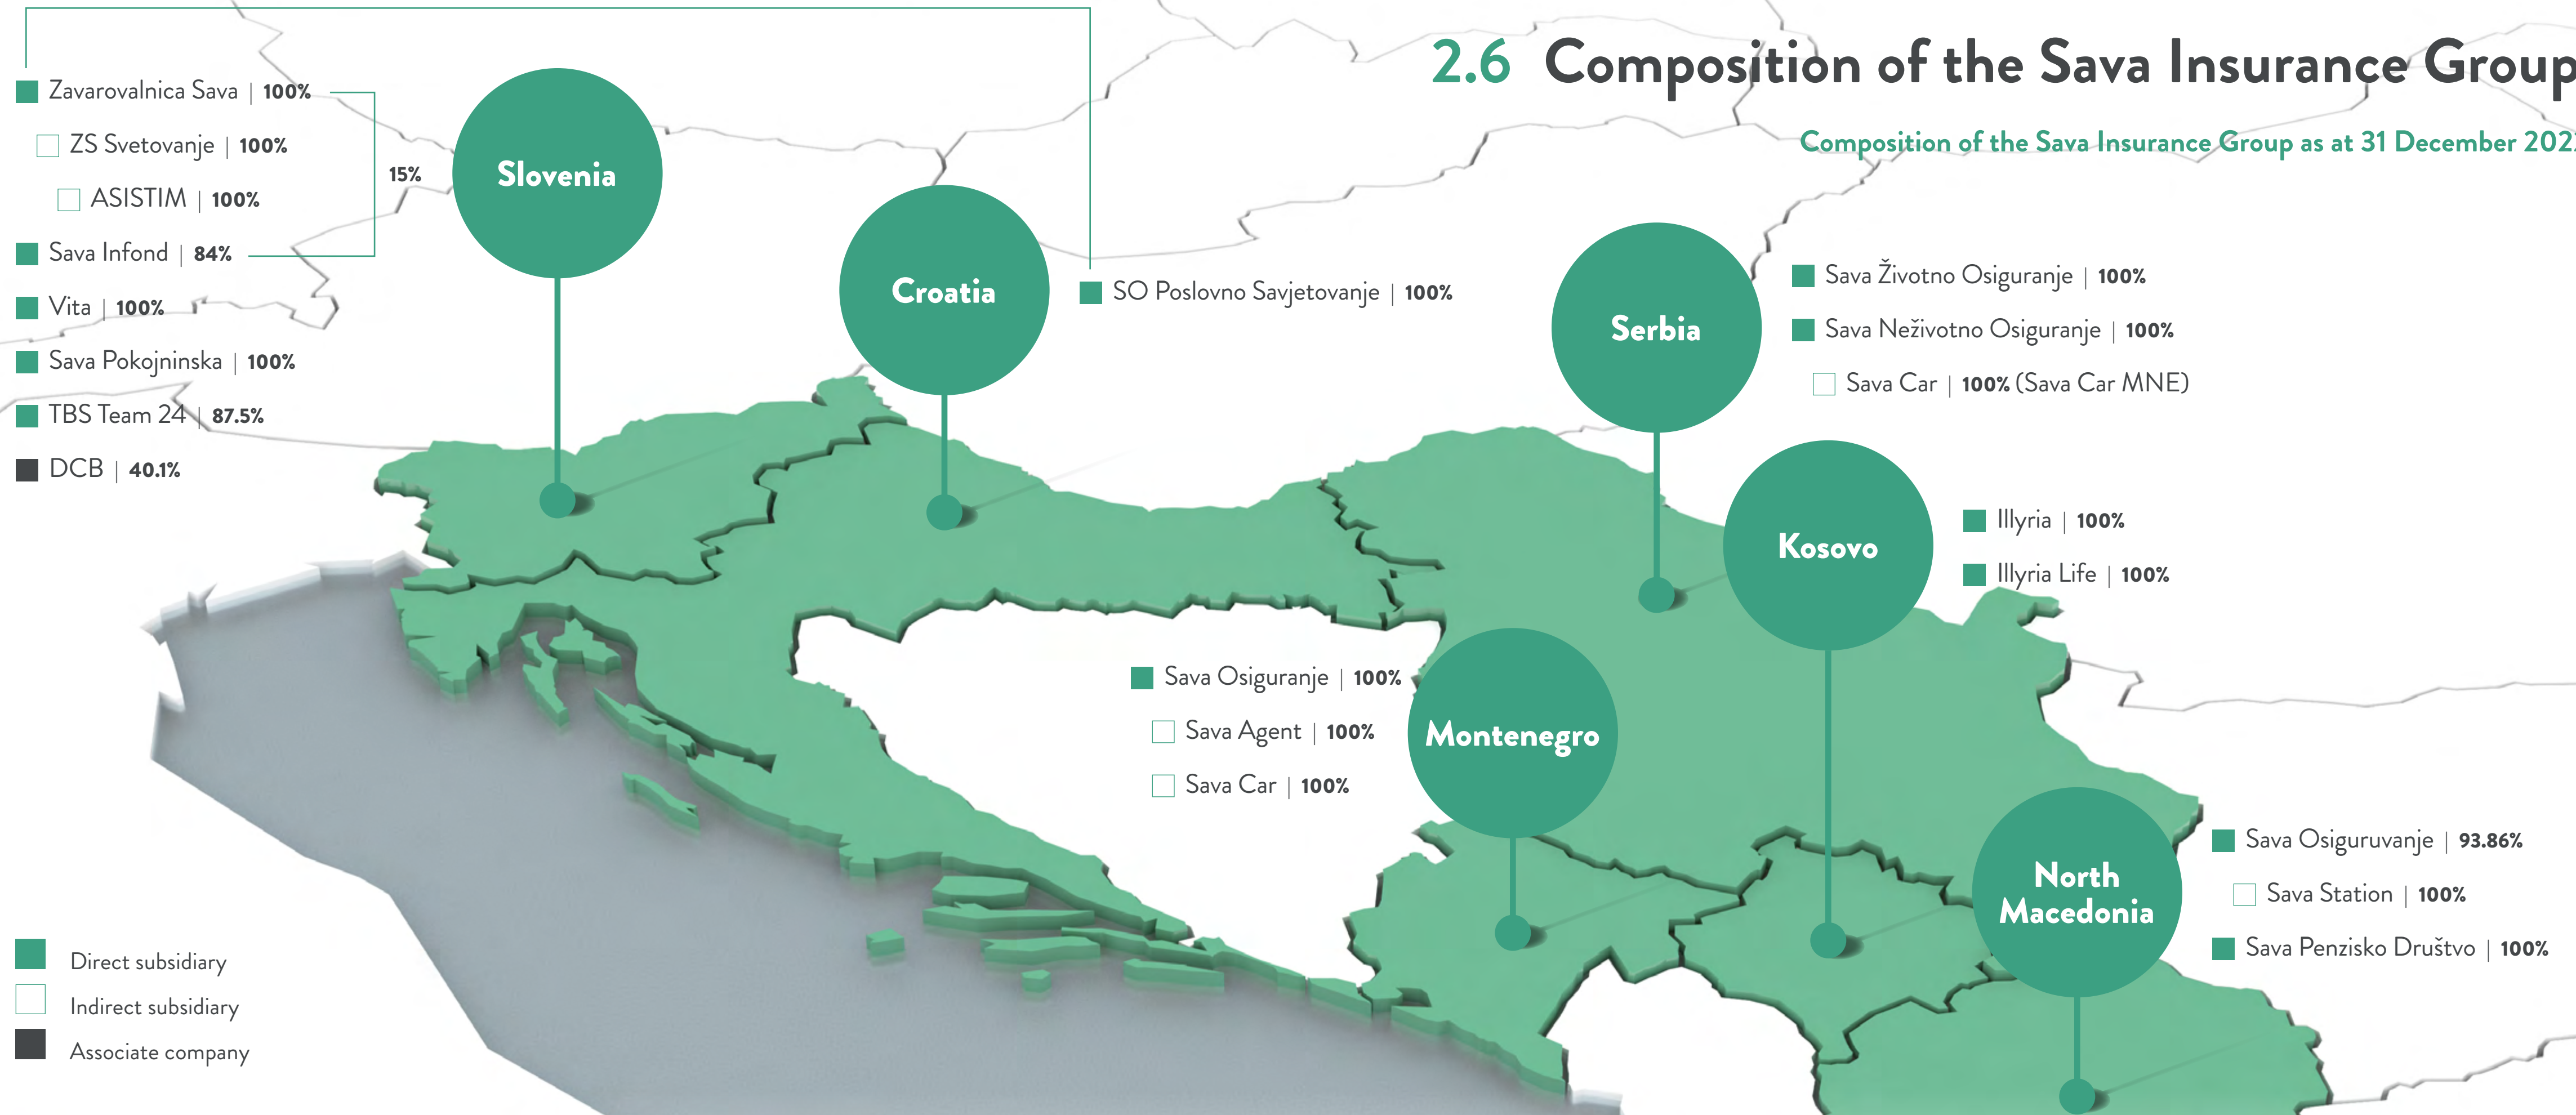 2.6 Composition of the Sava Insurance Group
Composition of the Sava Insurance Group as at 31 December
Zavarovalnica Sava | 100%
ZS Svetovanje | 100%
ASISTIM | 100%
15%
Sava Infond | 84%
Vita | 100%
Sava Pokojninska | 100%
TBS Team 24 | 87.5%
DCB | 40.1%
Slovenia
Croatia
SO Poslovno Savjetovanje | 100%
Serbia
Sava Životno Osiguranje | 100%
Sava Neživotno Osiguranje | 100%
Sava Car | 100% (Sava Car MNE)
Kosovo
Illyria | 100%
Illyria Life | 100%
Sava Osiguranje | 100%
Sava Agent | 100%
Sava Car | 100%
Montenegro
North
Macedonia
Sava Osiguruvanje | 93.86%
Sava Station | 100%
Sava Penzisko Društvo | 100%
Direct subsidiary
Indirect subsidiary
Associate company